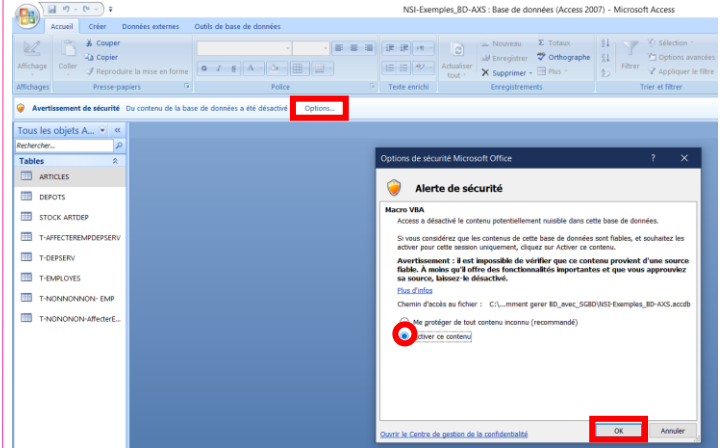 NSI-Exemples_BD-AXS : Base de données (Access 2007) - Microsoft Access
Accueil Créer Données externes Outils de base de données
Affichage
Coller
Couper
Copier
Reproduire la mise en forme
G I S
Actualiser tout
Nouveau
Enregistrer
Supprimer
Totaux
Orthographe
Plus
Filtrer
Sélection
Options avancées
Appliquer le filtre
Affichages Presse-papiers Police Texte enrichi Enregistrements Trier et filtrer
Avertissement de sécurité Du contenu de la base de données a été désactivé Options...
Tous les objets A...
Rechercher...
Tables
ARTICLES
DEPOTS
STOCK ARTDEP
T-AFFECTEREMPDEPSERV
T-DEPSERV
T-EMPLOYES
T-NONNONNON- EMP
T-NONONON-AffecterE...
Options de sécurité Microsoft Office ? ✕
Alerte de sécurité
Macro VBA
Access a désactivé le contenu potentiellement nuisible dans cette base de données.
Si vous considérez que les contenus de cette base de données sont fiables, et souhaitez les
activer pour cette session uniquement, cliquez sur Activer ce contenu.
Avertissement : il est impossible de vérifier que ce contenu provient d'une source
fiable. À moins qu'il offre des fonctionnalités importantes et que vous approuviez
sa source, laissez-le désactivé.
Plus d'infos
Chemin d'accès au fichier : C:\...mment gerer BD_avec_SGBD\NSI-Exemples_BD-AXS.accdb
Me protéger de tout contenu inconnu (recommandé)
ctiver ce contenu
Ouvrir le Centre de gestion de la confidentialité
OK Annuler